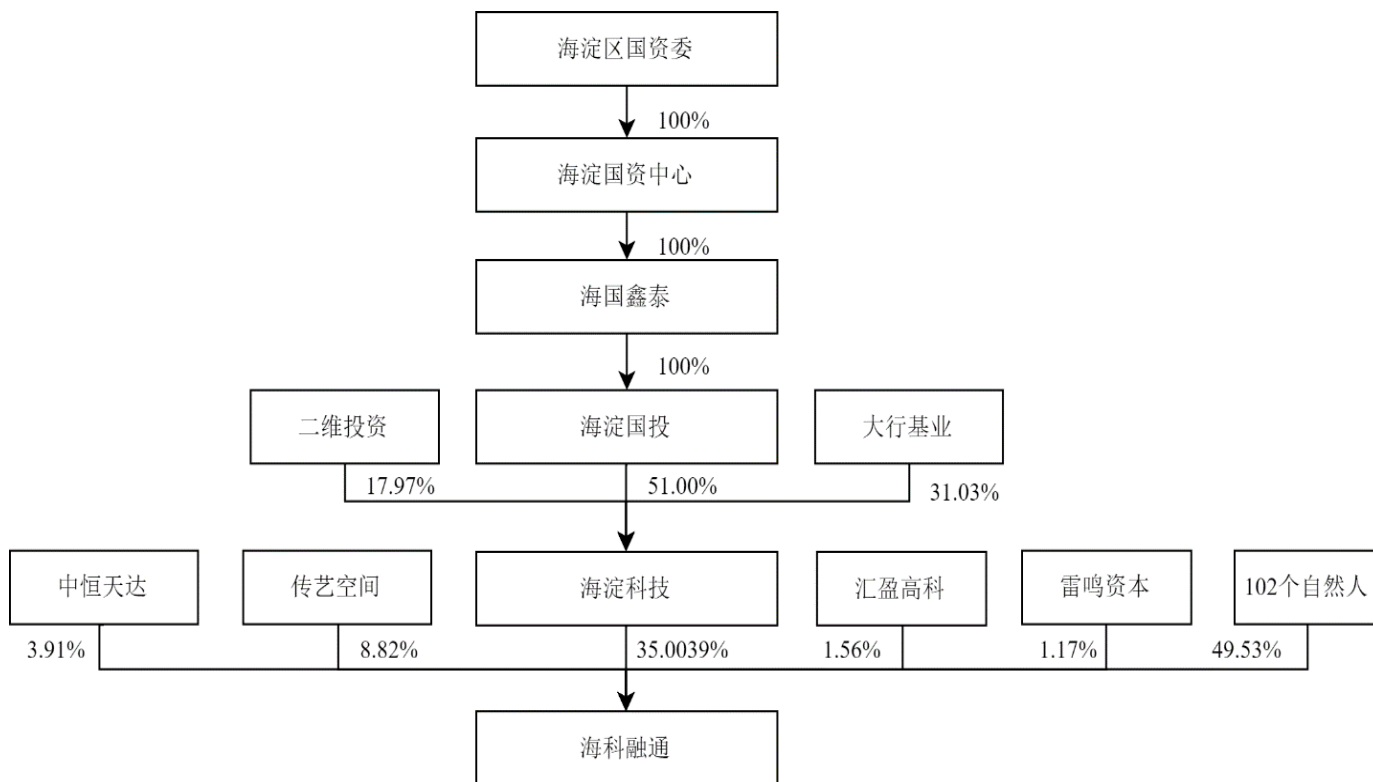 海淀区国资委
100%
海淀国资中心
100%
海国鑫泰
100%
二维投资
海淀国投
大行基业
17.97%
51.00%
31.03%
中恒天达
传艺空间
海淀科技
汇盈高科
雷鸣资本
102个自然人
3.91%
8.82%
35.0039%
1.56%
1.17%
49.53%
海科融通